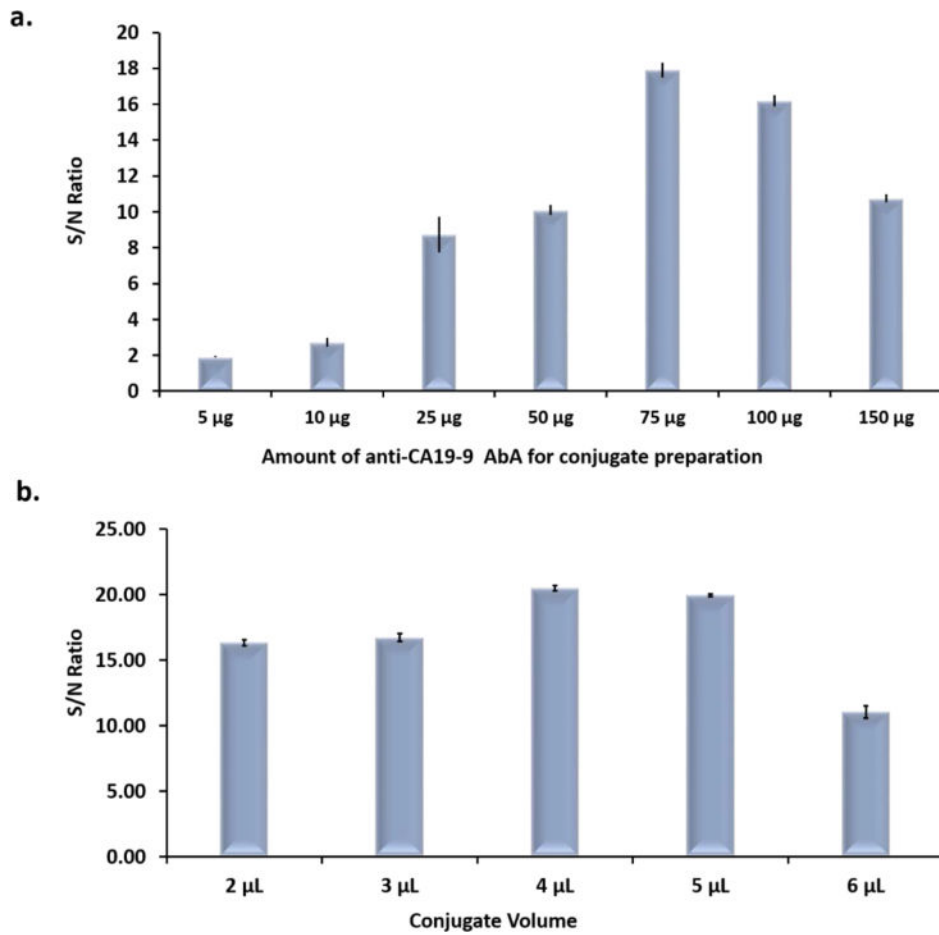 a.
20
18
16
14
12
10
8
6
4
2
0
S/N Ratio
5 µg 10 µg 25 µg 50 µg 75 µg 100 µg 150 µg
Amount of anti-CA19-9 AbA for conjugate preparation
b.
25.00
20.00
15.00
10.00
5.00
0.00
S/N Ratio
2 µL 3 µL 4 µL 5 µL 6 µL
Conjugate Volume